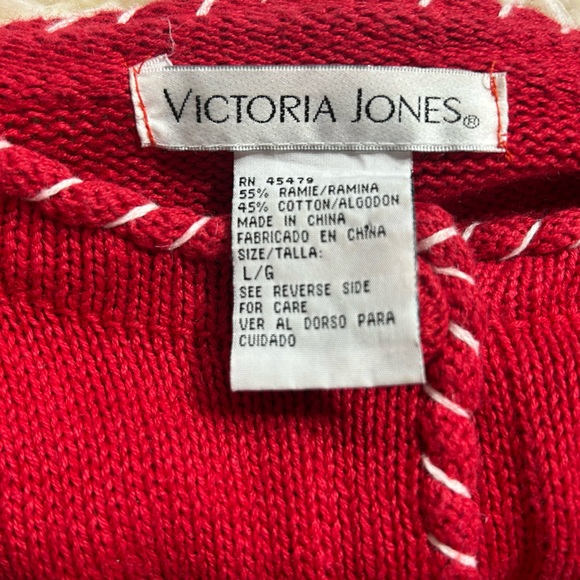 VICTORIA JONES®
RN 45479
55% RAMIE/RAMINA
45% COTTON/ALGODON
MADE IN CHINA
FABRICADO EN CHINA
SIZE/TALLA:
L/G
SEE REVERSE SIDE
FOR CARE
VER AL DORSO PARA
CUIDADO